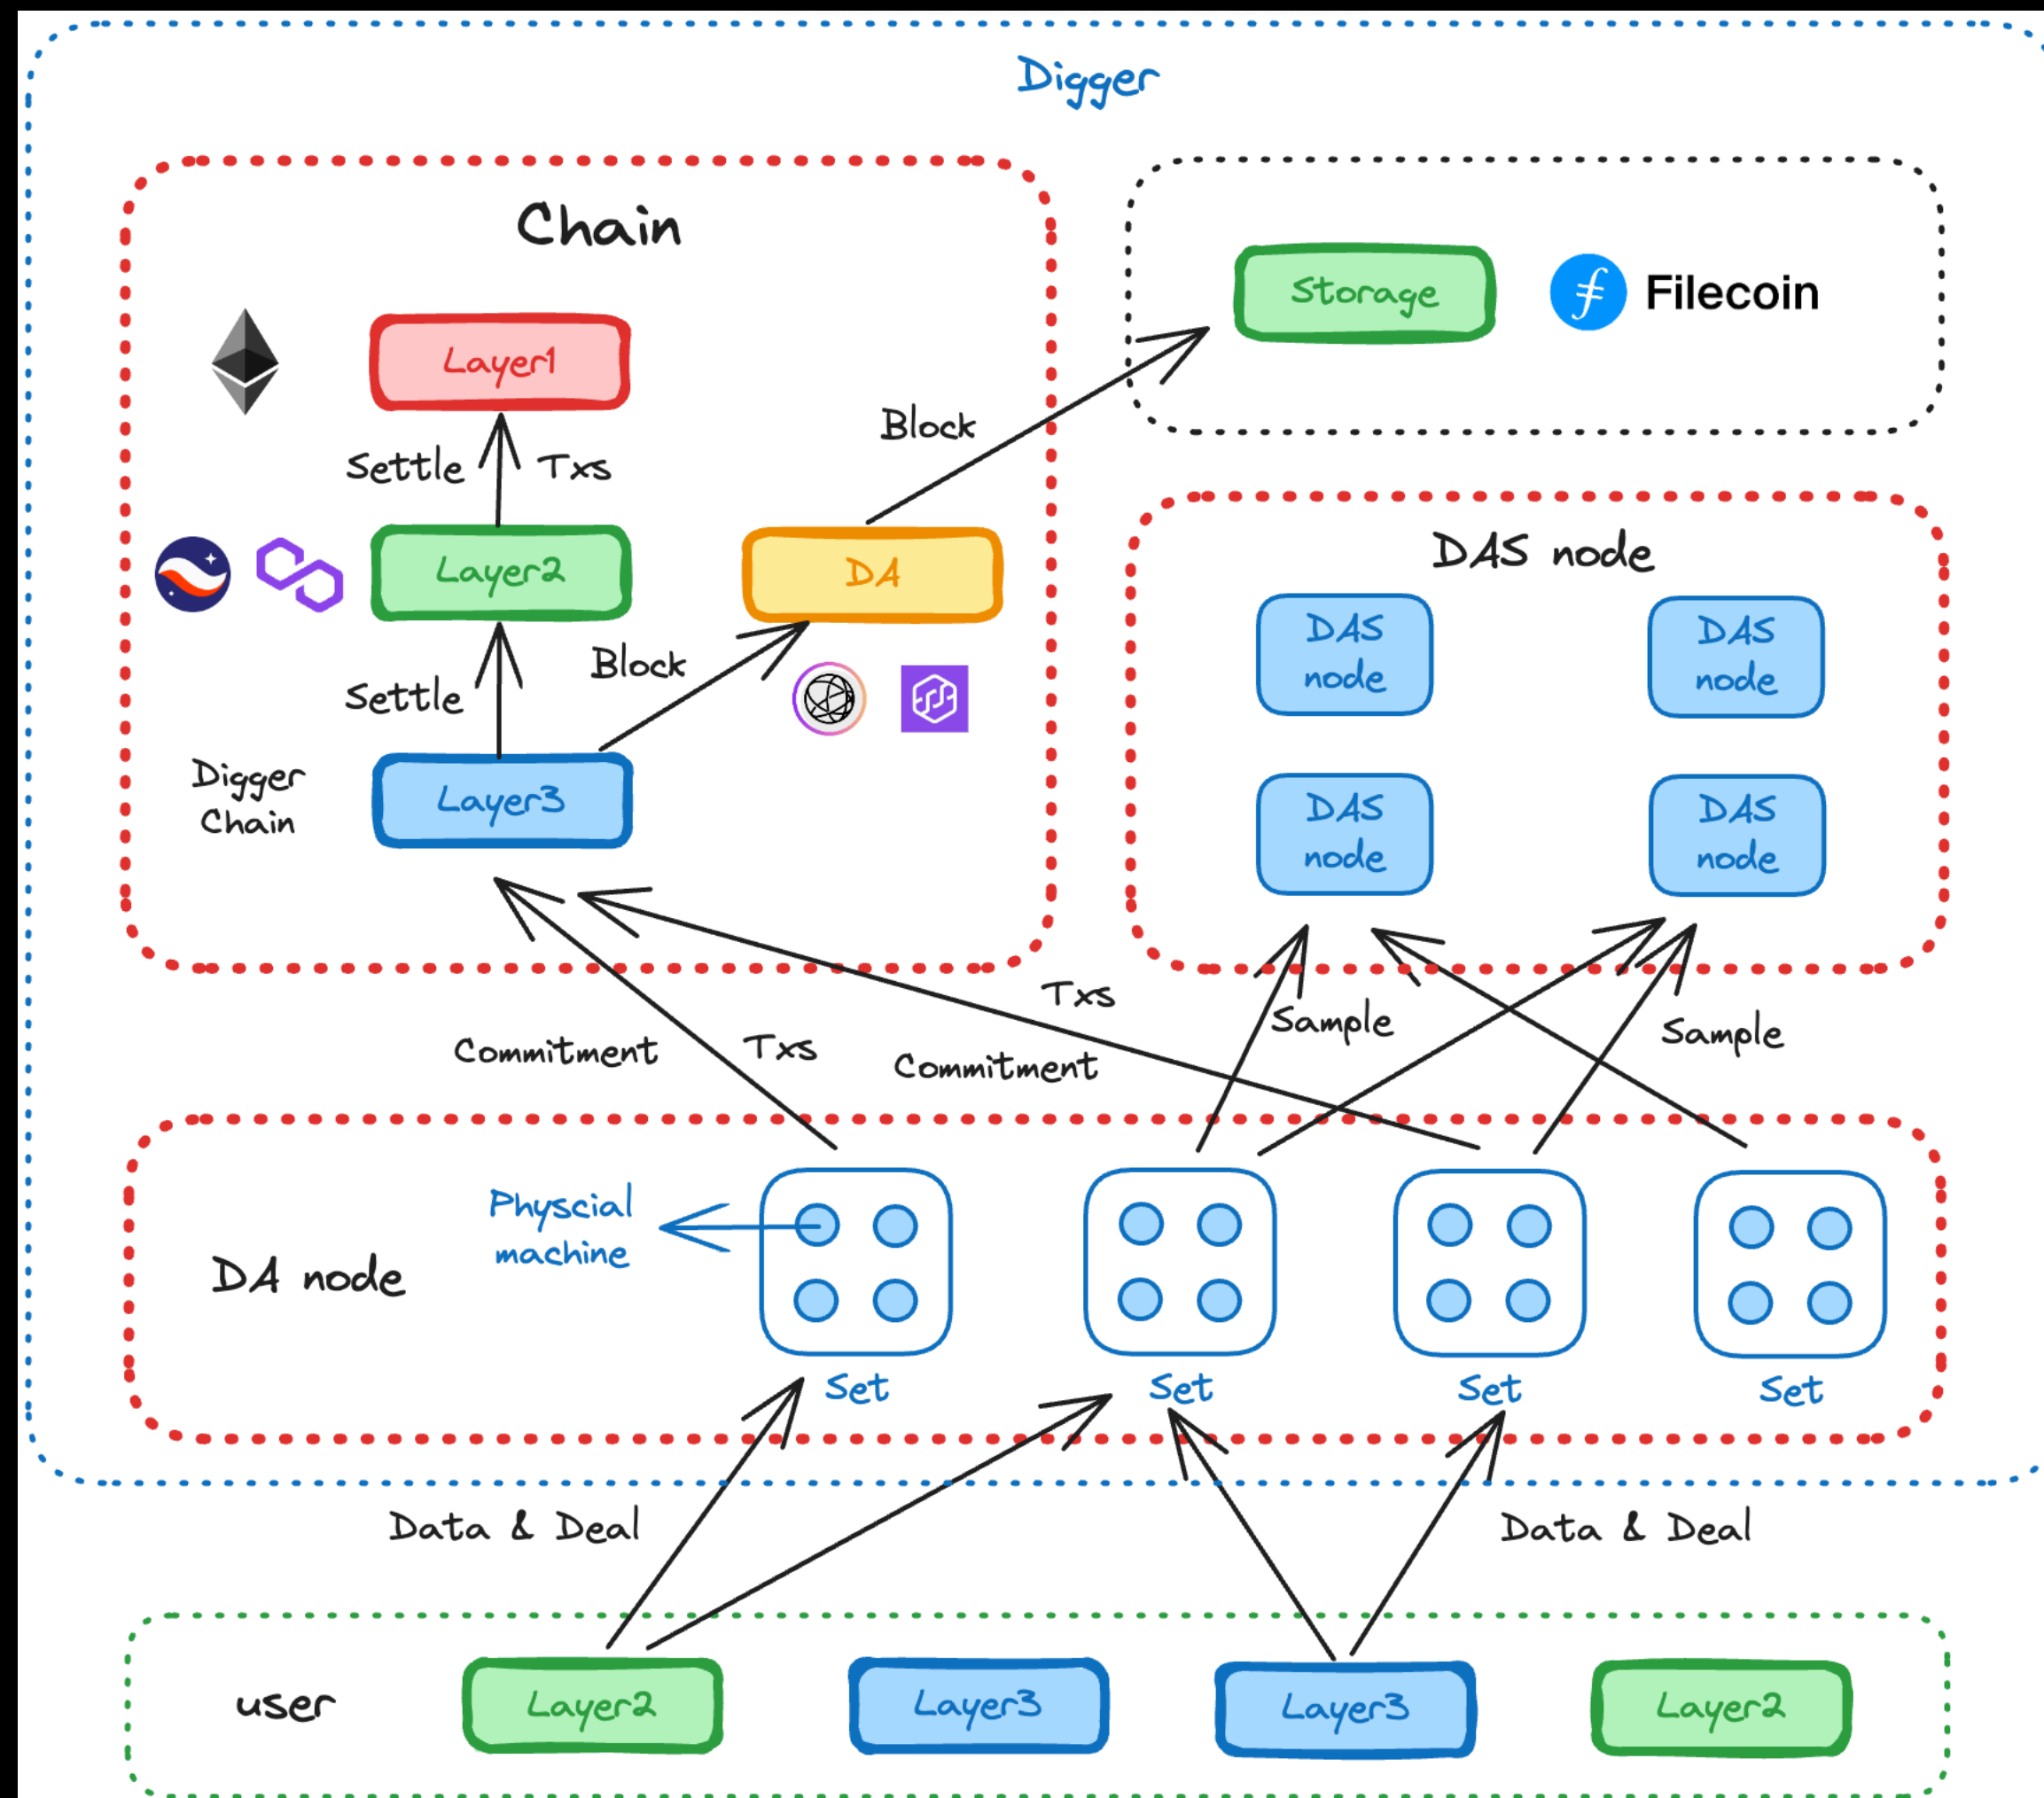 Digger
Chain
Storage
Filecoin
Layer1
Block
Settle
Txs
DAS node
Layer2
DA
DAS
node
DAS
node
Block
Settle
Digger
Chain
Layer3
DAS
node
DAS
node
Txs
Sample
Sample
Commitment
Txs
Commitment
Physcial
machine
DA node
Set
Set
Set
Set
Data & Deal
Data & Deal
user
Layer2
Layer3
Layer3
Layer2